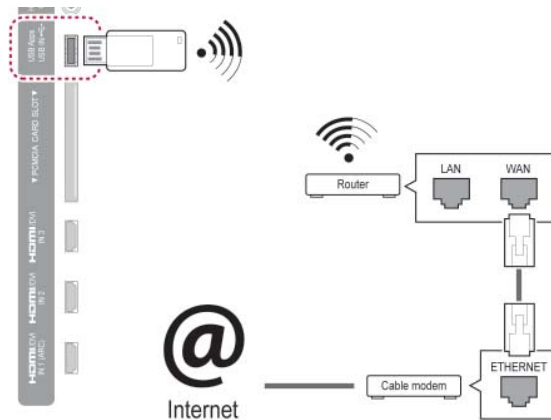 USB Apps
USB IN
▼ PCMCIA CARD SLOT ▼
HDMI/DVI
IN 3
HDMI/DVI
IN 2
HDMI/DVI
IN 1 (ARC)
Router
LAN
WAN
@
Internet
Cable modem
ETHERNET